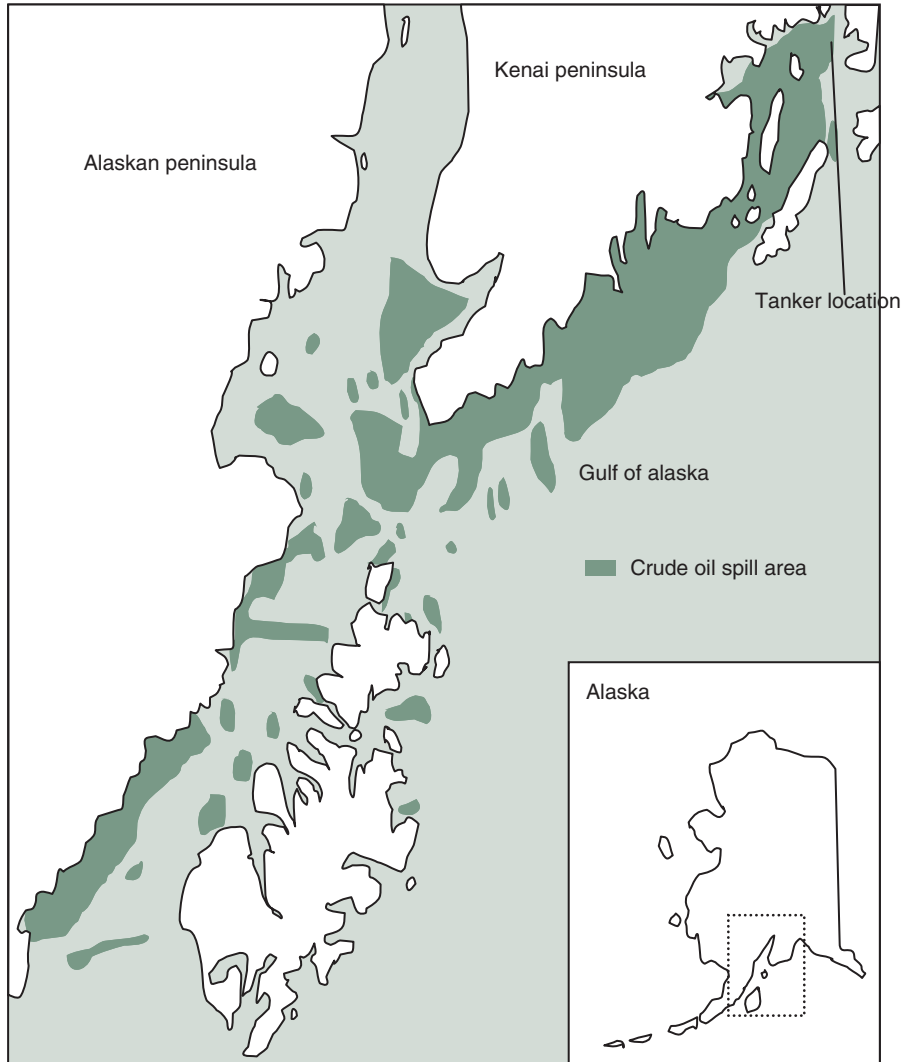 Kenai peninsula
Alaskan peninsula
Tanker location
Gulf of alaska
Crude oil spill area
Alaska